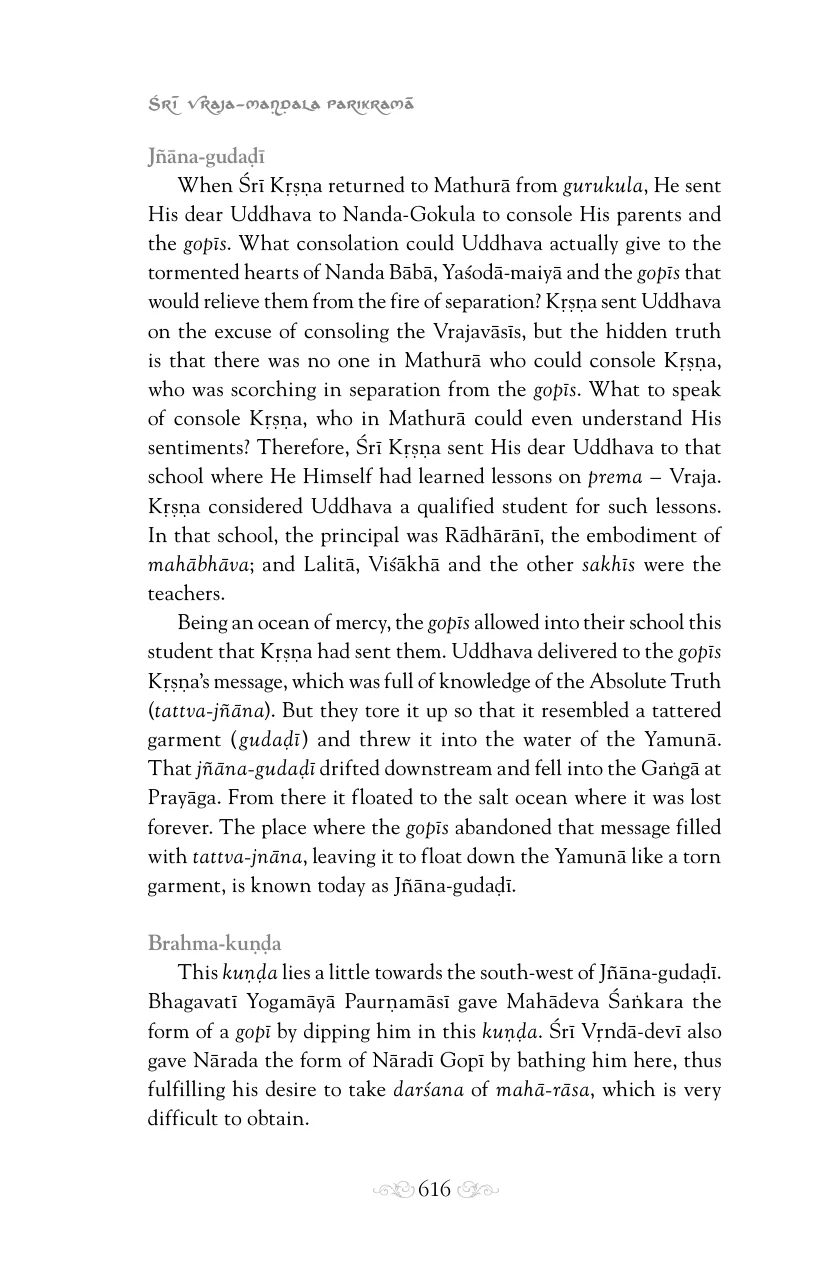 Śrī Vraja-maṇḍala Parikramā
Jñāna-gudaḍī
When Śrī Kṛṣṇa returned to Mathurā from gurukula, He sent
His dear Uddhava to Nanda-Gokula to console His parents and
the gopīs. What consolation could Uddhava actually give to the
tormented hearts of Nanda Bābā, Yaśodā-maiyā and the gopīs that
would relieve them from the fire of separation? Kṛṣṇa sent Uddhava
on the excuse of consoling the Vrajavāsīs, but the hidden truth
is that there was no one in Mathurā who could console Kṛṣṇa,
who was scorching in separation from the gopīs. What to speak
of console Kṛṣṇa, who in Mathurā could even understand His
sentiments? Therefore, Śrī Kṛṣṇa sent His dear Uddhava to that
school where He Himself had learned lessons on prema – Vraja.
Kṛṣṇa considered Uddhava a qualified student for such lessons.
In that school, the principal was Rādhārānī, the embodiment of
mahābhāva; and Lalitā, Viśākhā and the other sakhīs were the
teachers.
Being an ocean of mercy, the gopīs allowed into their school this
student that Kṛṣṇa had sent them. Uddhava delivered to the gopīs
Kṛṣṇa’s message, which was full of knowledge of the Absolute Truth
(tattva-jñāna). But they tore it up so that it resembled a tattered
garment (gudaḍī) and threw it into the water of the Yamunā.
That jñāna-gudaḍī drifted downstream and fell into the Gaṅgā at
Prayāga. From there it floated to the salt ocean where it was lost
forever. The place where the gopīs abandoned that message filled
with tattva-jnāna, leaving it to float down the Yamunā like a torn
garment, is known today as Jñāna-gudaḍī.
Brahma-kuṇḍa
This kuṇḍa lies a little towards the south-west of Jñāna-gudaḍī.
Bhagavatī Yogamāyā Paurṇamāsī gave Mahādeva Śaṅkara the
form of a gopī by dipping him in this kuṇḍa. Śrī Vṛndā-devī also
gave Nārada the form of Nāradī Gopī by bathing him here, thus
fulfilling his desire to take darśana of mahā-rāsa, which is very
difficult to obtain.
616